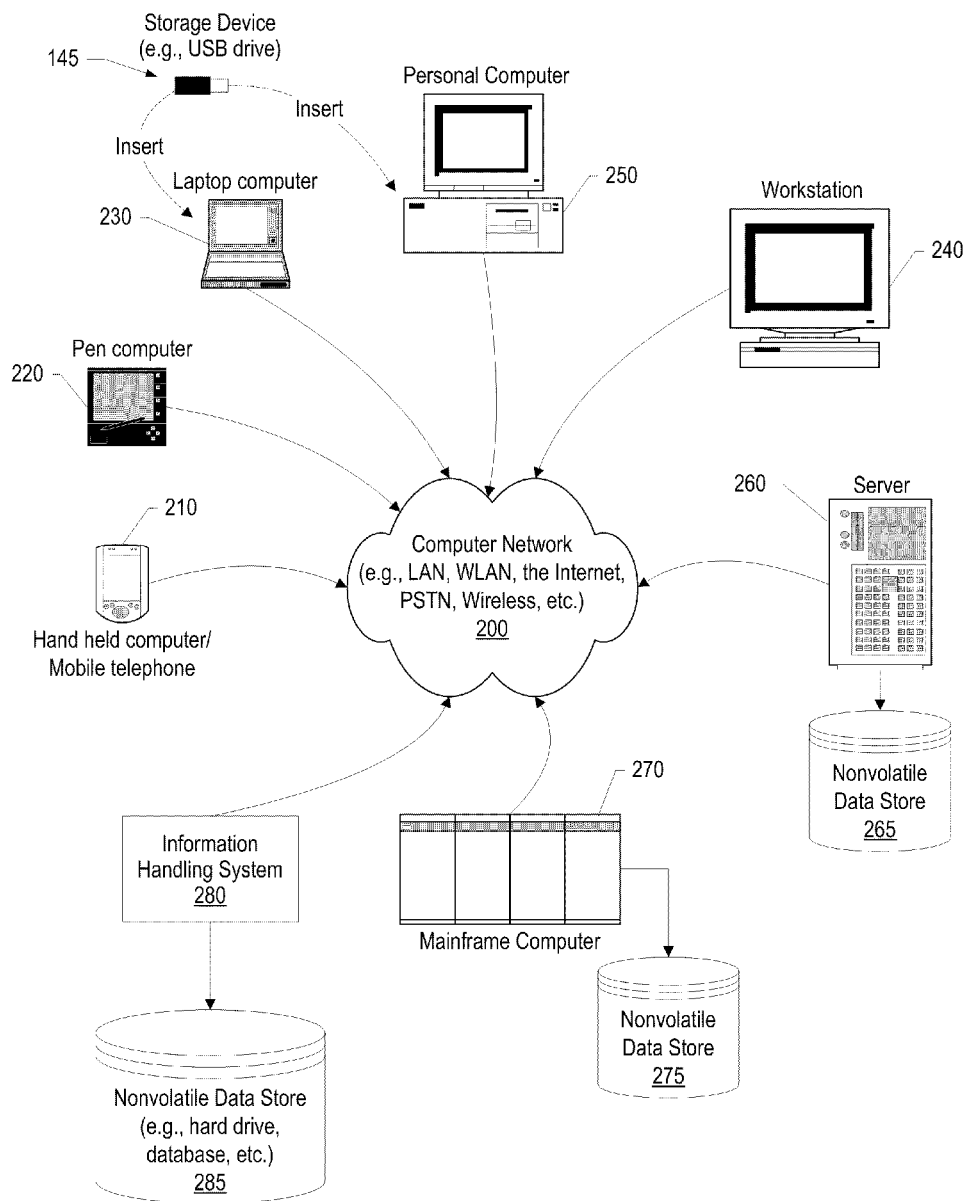 Storage Device
(e.g., USB drive)
145
Insert
Insert
Personal Computer
250
Laptop computer
230
Workstation
240
Pen computer
220
210
Hand held computer/
Mobile telephone
Computer Network
(e.g., LAN, WLAN, the Internet,
PSTN, Wireless, etc.)
200
260
Server
Nonvolatile
Data Store
265
270
Mainframe Computer
Nonvolatile
Data Store
275
Information
Handling System
280
Nonvolatile Data Store
(e.g., hard drive,
database, etc.)
285